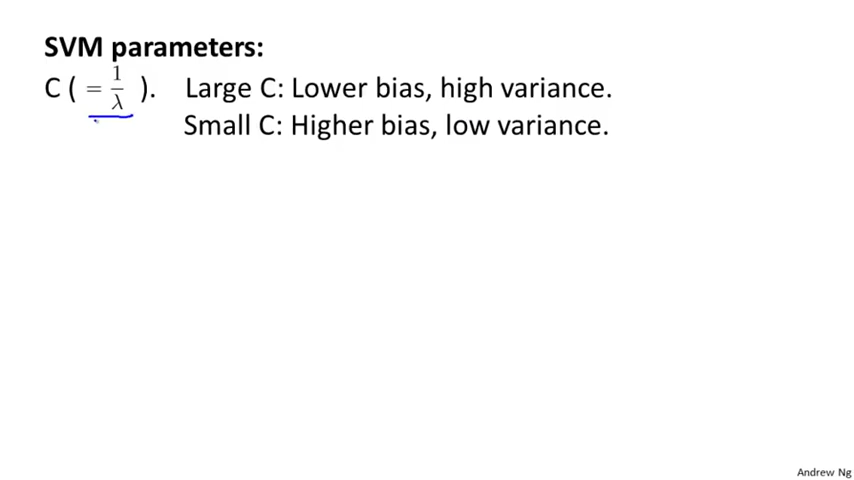 SVM parameters:
C ( = 1/λ ). Large C: Lower bias, high variance.
Small C: Higher bias, low variance.
Andrew Ng